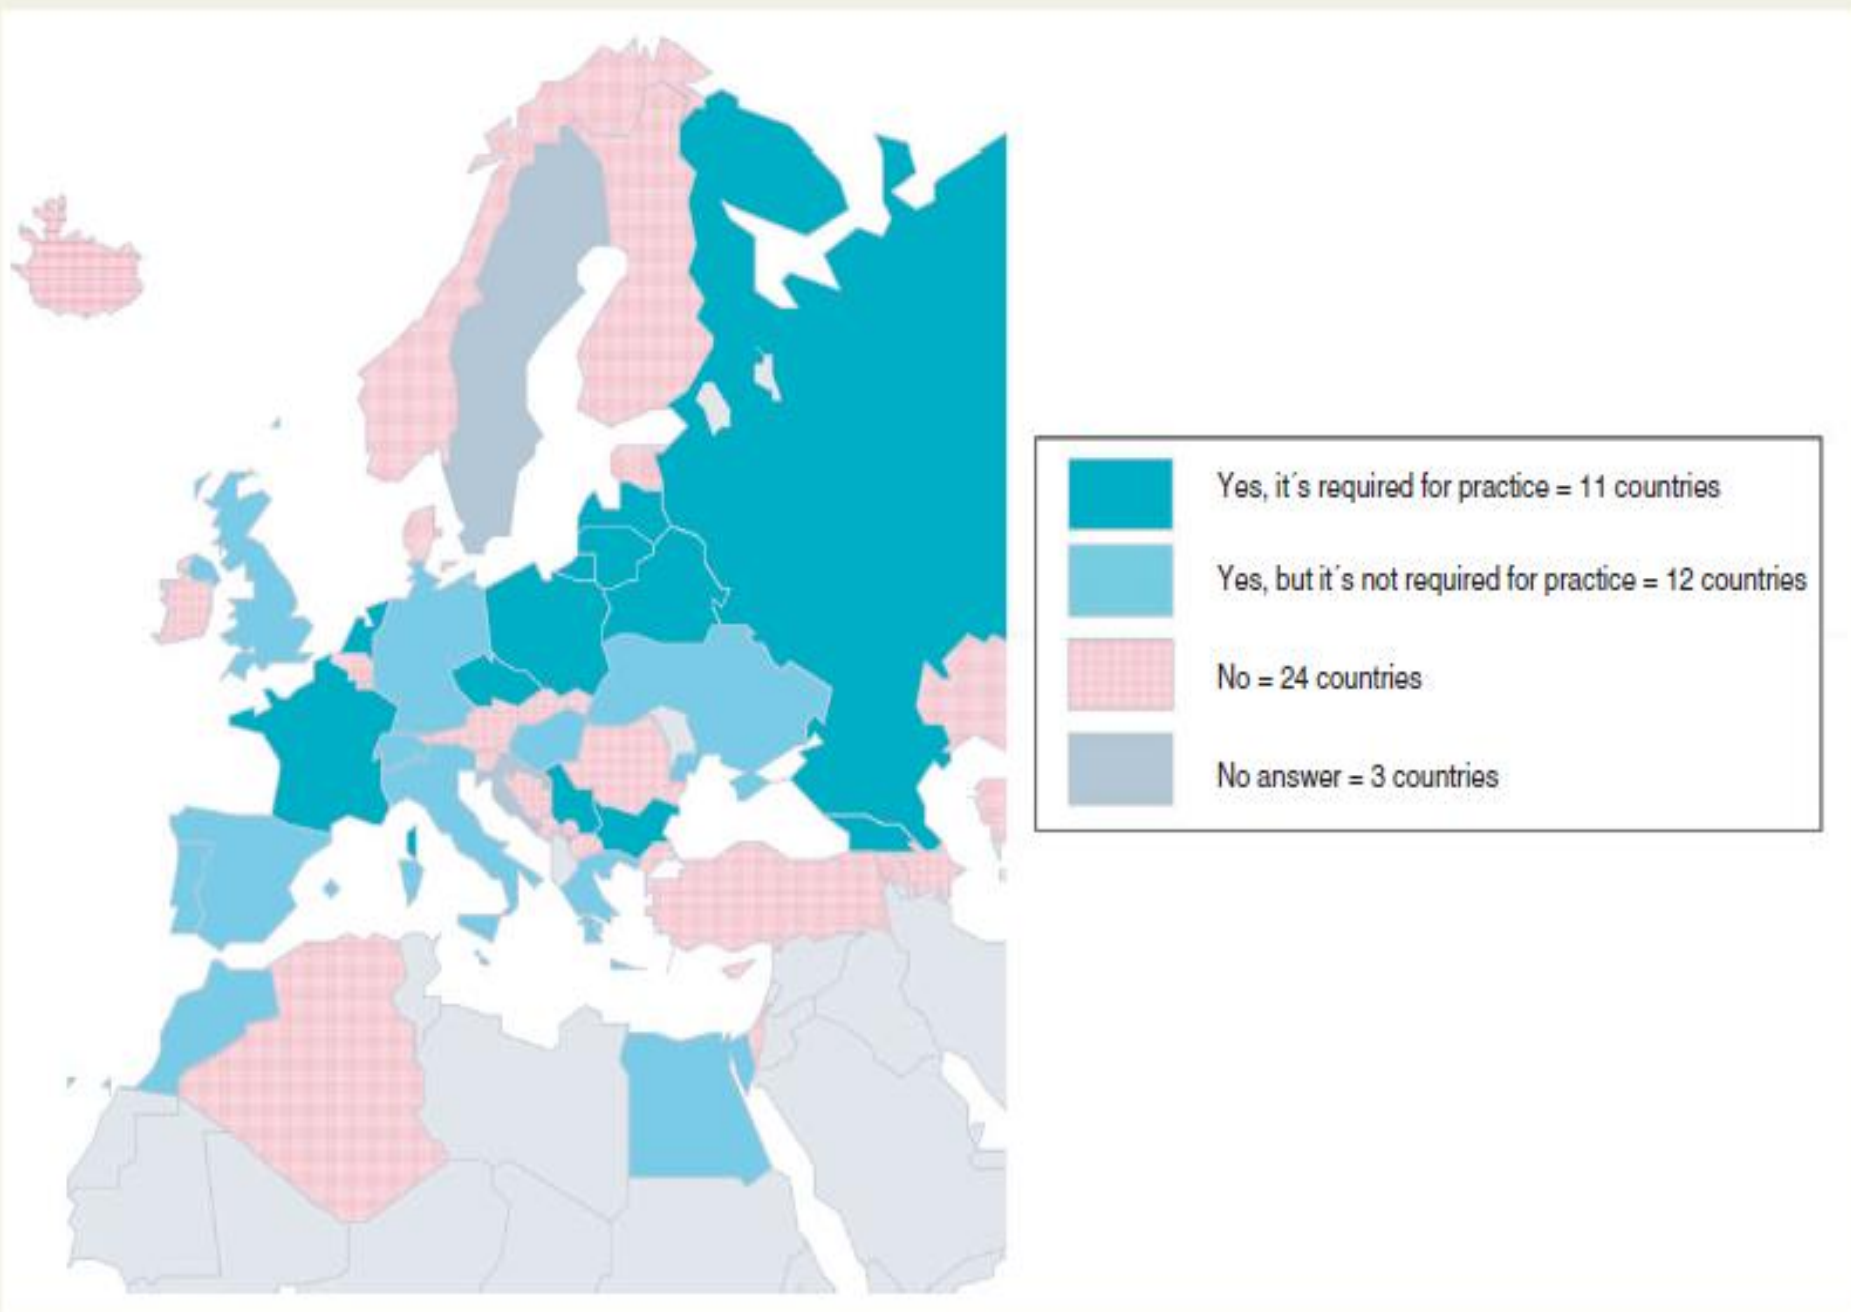 Yes, it´s required for practice = 11 countries
Yes, but it´s not required for practice = 12 countries
No = 24 countries
No answer = 3 countries